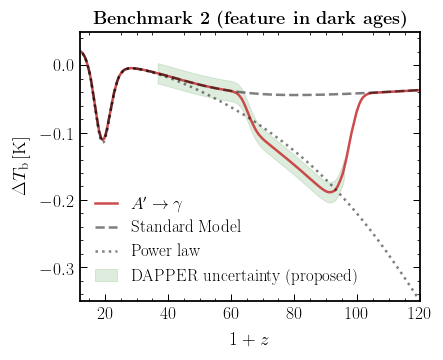 Benchmark 2 (feature in dark ages)
0.0
−0.1
−0.2
−0.3
ΔT_b [K]
A′ → γ
Standard Model
Power law
DAPPER uncertainty (proposed)
20 40 60 80 100 120
1 + z